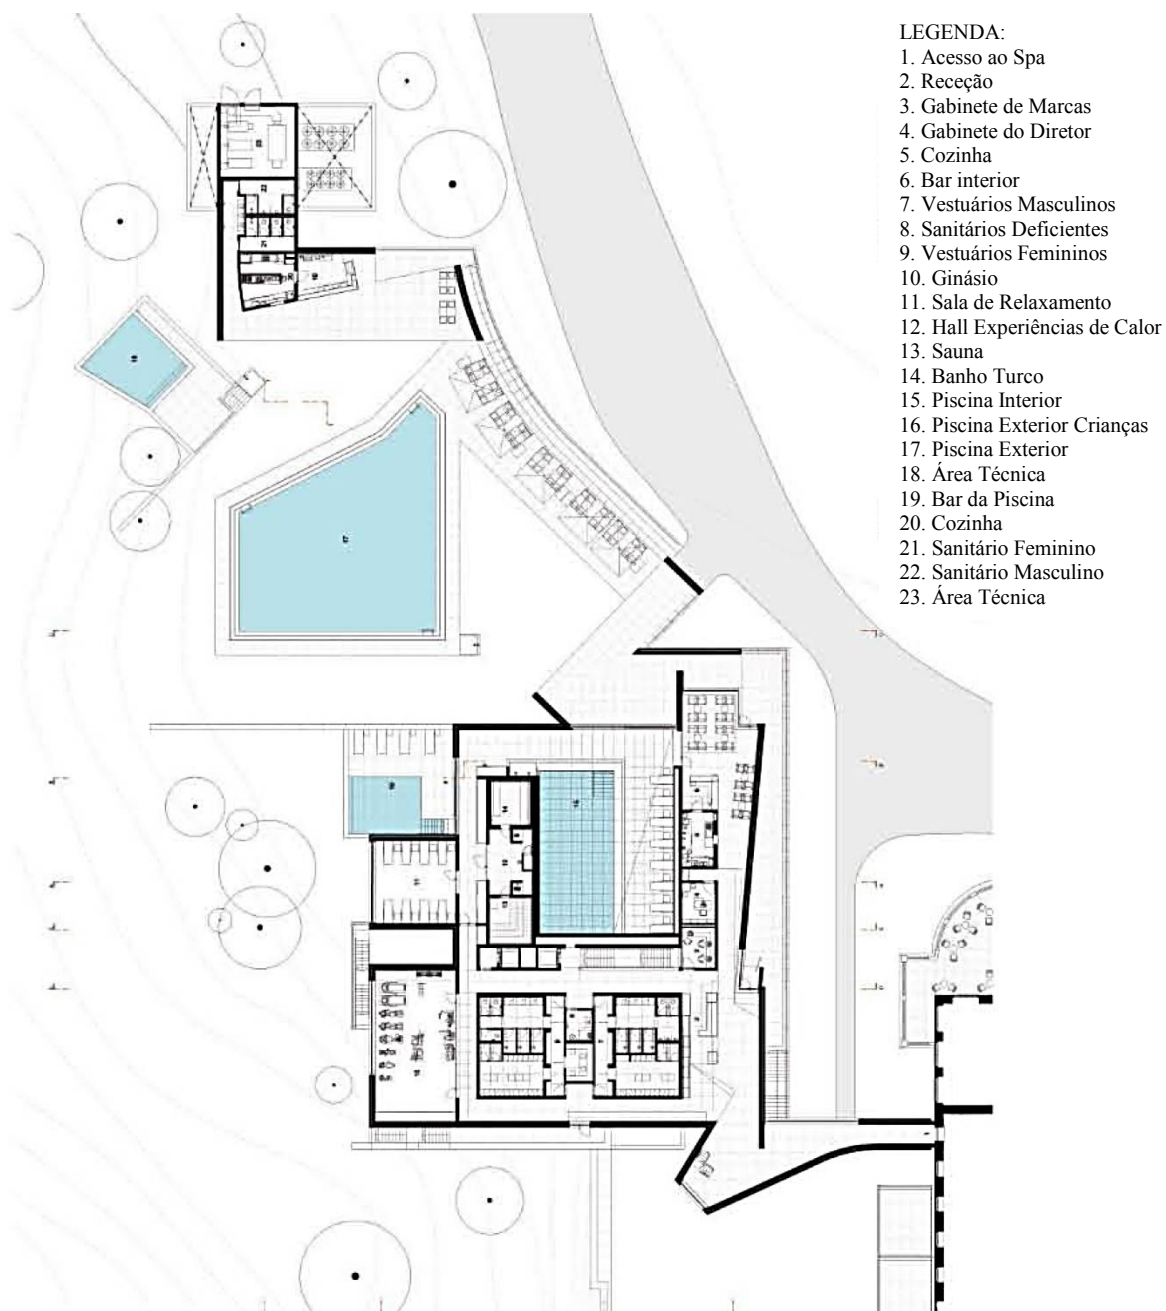 LEGENDA:
1. Acesso ao Spa
2. Receção
3. Gabinete de Marcas
4. Gabinete do Diretor
5. Cozinha
6. Bar interior
7. Vestuários Masculinos
8. Sanitários Deficientes
9. Vestuários Femininos
10. Ginásio
11. Sala de Relaxamento
12. Hall Experiências de Calor
13. Sauna
14. Banho Turco
15. Piscina Interior
16. Piscina Exterior Crianças
17. Piscina Exterior
18. Área Técnica
19. Bar da Piscina
20. Cozinha
21. Sanitário Feminino
22. Sanitário Masculino
23. Área Técnica